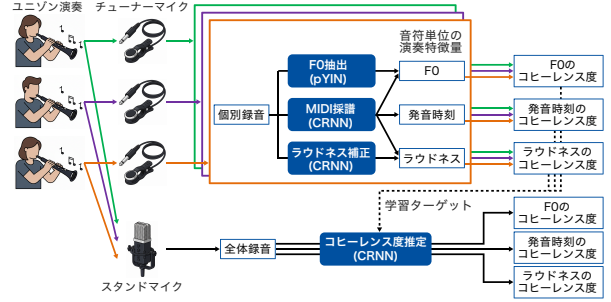 ユニゾン演奏
チューナーマイク
音符単位の
演奏特徴量
個別録音
F0抽出
(pYIN)
MIDI採譜
(CRNN)
ラウドネス補正
(CRNN)
F0
発音時刻
ラウドネス
F0の
コヒーレンス度
発音時刻の
コヒーレンス度
ラウドネスの
コヒーレンス度
学習ターゲット
スタンドマイク
全体録音
コヒーレンス度推定
(CRNN)
F0の
コヒーレンス度
発音時刻の
コヒーレンス度
ラウドネスの
コヒーレンス度